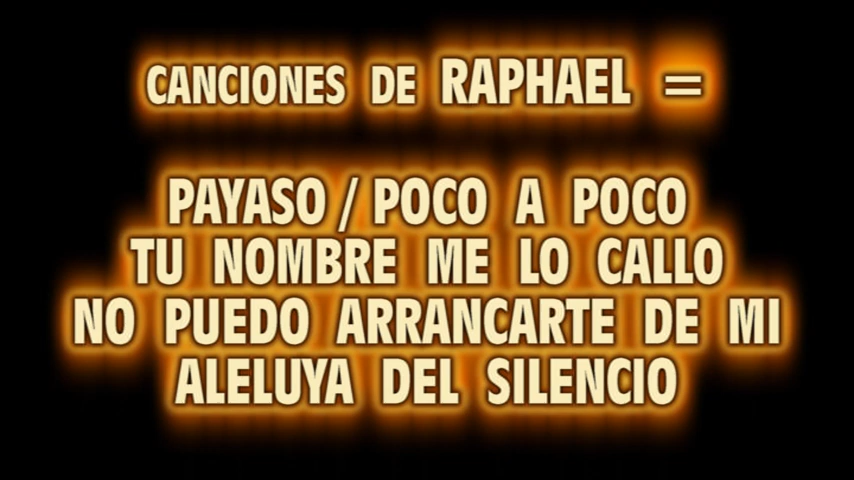 CANCIONES DE RAPHAEL =
PAYASO / POCO A POCO
TU NOMBRE ME LO CALLO
NO PUEDO ARRANCARTE DE MI
ALELUYA DEL SILENCIO